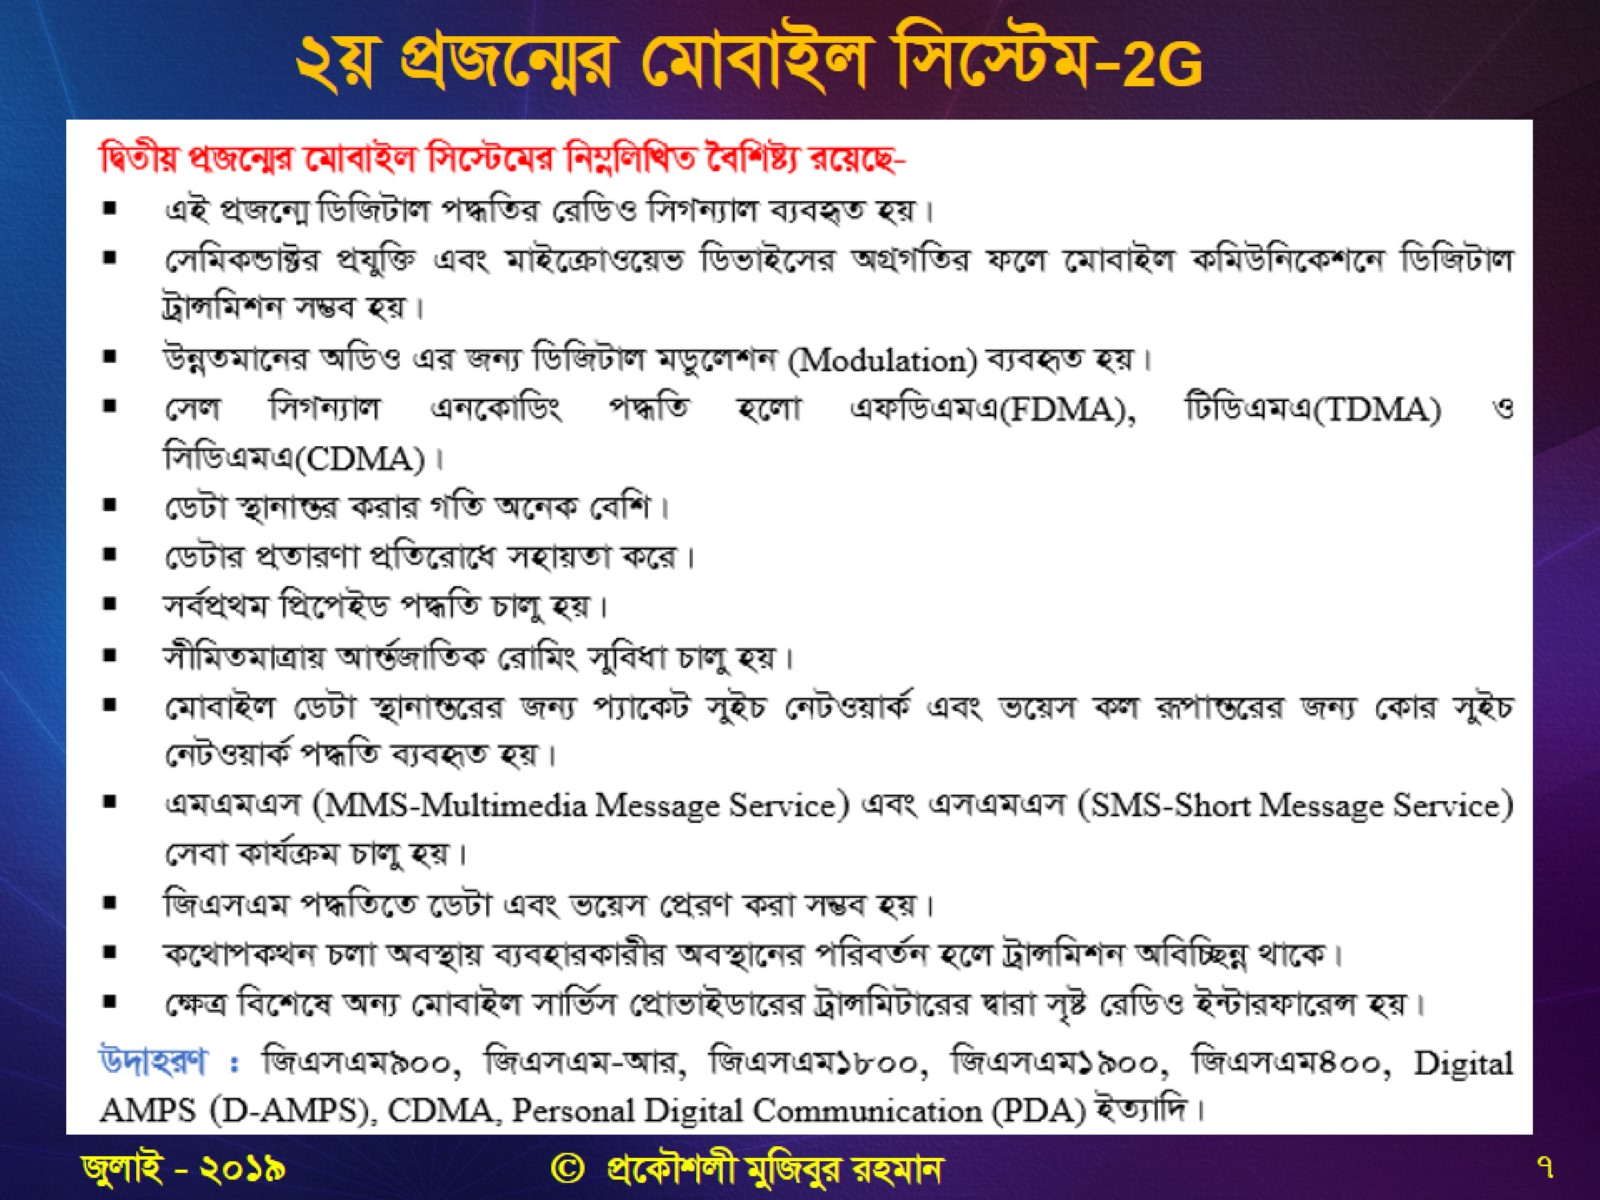 ২য় প্রজন্মের মোবাইল সিস্টেম-2G
দ্বিতীয় প্রজন্মের মোবাইল সিস্টেমের নিম্নলিখিত বৈশিষ্ট্য রয়েছে-
▪ এই প্রজন্মে ডিজিটাল পদ্ধতির রেডিও সিগন্যাল ব্যবহৃত হয়।
▪ সেমিকন্ডাক্টর প্রযুক্তি এবং মাইক্রোওয়েভ ডিভাইসের অগ্রগতির ফলে মোবাইল কমিউনিকেশনে ডিজিটাল
ট্রান্সমিশন সম্ভব হয়।
▪ উন্নতমানের অডিও এর জন্য ডিজিটাল মডুলেশন (Modulation) ব্যবহৃত হয়।
▪ সেল সিগন্যাল এনকোডিং পদ্ধতি হলো এফডিএমএ(FDMA), টিডিএমএ(TDMA) ও
সিডিএমএ(CDMA)।
▪ ডেটা স্থানান্তর করার গতি অনেক বেশি।
▪ ডেটার প্রতারণা প্রতিরোধে সহায়তা করে।
▪ সর্বপ্রথম প্রিপেইড পদ্ধতি চালু হয়।
▪ সীমিতমাত্রায় আর্ন্তজাতিক রোমিং সুবিধা চালু হয়।
▪ মোবাইল ডেটা স্থানান্তরের জন্য প্যাকেট সুইচ নেটওয়ার্ক এবং ভয়েস কল রূপান্তরের জন্য কোর সুইচ
নেটওয়ার্ক পদ্ধতি ব্যবহৃত হয়।
▪ এমএমএস (MMS-Multimedia Message Service) এবং এসএমএস (SMS-Short Message Service)
সেবা কার্যক্রম চালু হয়।
▪ জিএসএম পদ্ধতিতে ডেটা এবং ভয়েস প্রেরণ করা সম্ভব হয়।
▪ কথোপকথন চলা অবস্থায় ব্যবহারকারীর অবস্থানের পরিবর্তন হলে ট্রান্সমিশন অবিচ্ছিন্ন থাকে।
▪ ক্ষেত্র বিশেষে অন্য মোবাইল সার্ভিস প্রোভাইডারের ট্রান্সমিটারের দ্বারা সৃষ্ট রেডিও ইন্টারফারেন্স হয়।
উদাহরণ : জিএসএম৯০০, জিএসএম-আর, জিএসএম১৮০০, জিএসএম১৯০০, জিএসএম৪০০, Digital
AMPS (D-AMPS), CDMA, Personal Digital Communication (PDA) ইত্যাদি।
জুলাই - ২০১৯
© প্রকৌশলী মুজিবুর রহমান
৭